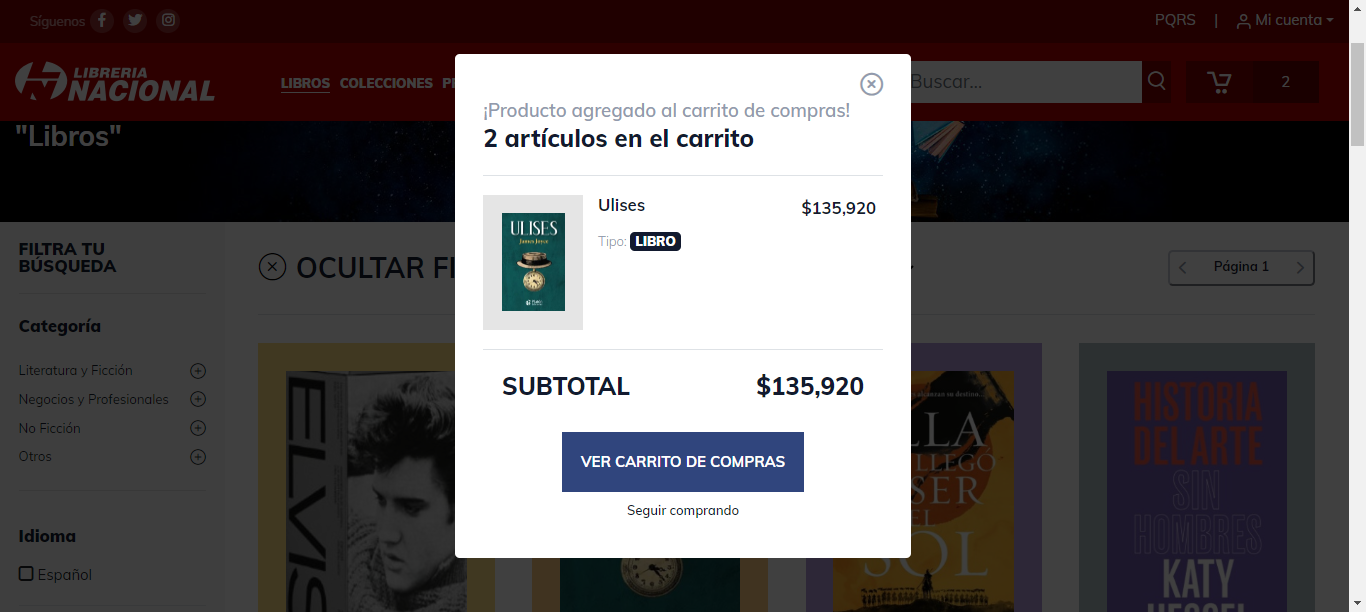 Síguenos
PQRS | Mi cuenta
LIBRERIA
NACIONAL
LIBROS COLECCIONES
Buscar...
2
"Libros"
¡Producto agregado al carrito de compras!
2 artículos en el carrito
ULISES
James Joyce
Ulises
$135,920
Tipo: LIBRO
SUBTOTAL $135,920
VER CARRITO DE COMPRAS
Seguir comprando
FILTRA TU
BÚSQUEDA
OCULTAR
Página 1
Categoría
Literatura y Ficción
Negocios y Profesionales
No Ficción
Otros
Idioma
Español
ELVIS
LLEGÓ
SER
EL
SOL
HISTORIA
DEL ARTE
SIN
HOMBRES
KATY
HESSEL